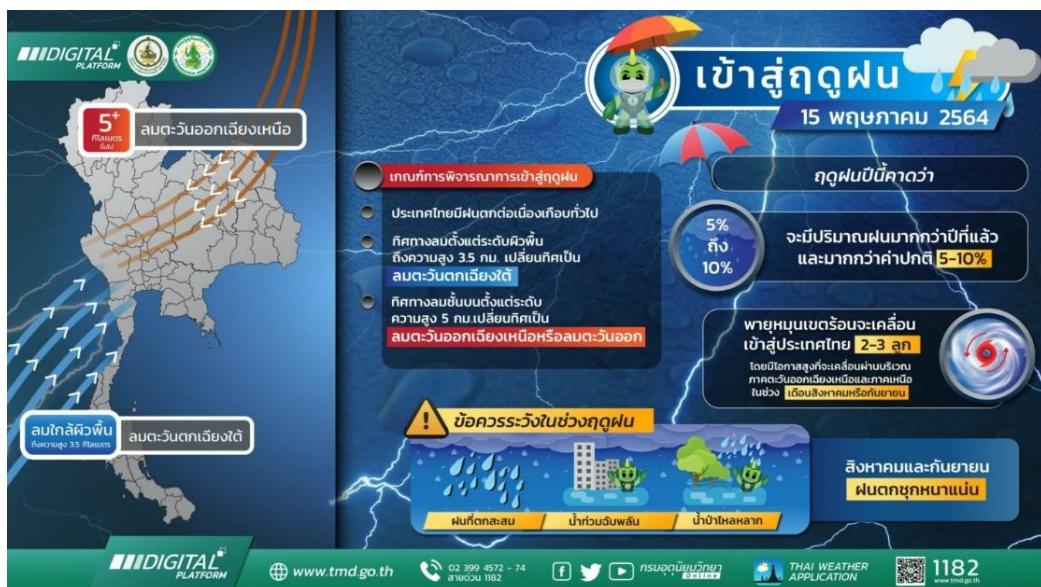 DIGITAL
PLATFORM
5+
กิโลเมตร
ขึ้นไป
ลมตะวันออกเฉียงเหนือ
ลมใกล้ผิวพื้น
ถึงความสูง 3.5 กิโลเมตร
ลมตะวันตกเฉียงใต้
เข้าสู่ฤดูฝน
15 พฤษภาคม 2564
เกณฑ์การพิจารณาการเข้าสู่ฤดูฝน
ประเทศไทยมีฝนตกต่อเนื่องเกือบทั่วไป
ทิศทางลมตั้งแต่ระดับผิวพื้น
ถึงความสูง 3.5 กม. เปลี่ยนทิศเป็น
ลมตะวันตกเฉียงใต้
ทิศทางลมชั้นบนตั้งแต่ระดับ
ความสูง 5 กม.เปลี่ยนทิศเป็น
ลมตะวันออกเฉียงเหนือหรือลมตะวันออก
ฤดูฝนปีนี้คาดว่า
5%
ถึง
10%
จะมีปริมาณฝนมากกว่าปีที่แล้ว
และมากกว่าค่าปกติ 5-10%
พายุหมุนเขตร้อนจะเคลื่อน
เข้าสู่ประเทศไทย 2-3 ลูก
โดยมีโอกาสสูงที่จะเคลื่อนผ่านบริเวณ
ภาคตะวันออกเฉียงเหนือและภาคเหนือ
ในช่วง เดือนสิงหาคมหรือกันยายน
ข้อควรระวังในช่วงฤดูฝน
ฝนที่ตกสะสม
น้ำท่วมฉับพลัน
น้ำป่าไหลหลาก
สิงหาคมและกันยายน
ฝนตกชุกหนาแน่น
DIGITAL
PLATFORM
www.tmd.go.th
02 399 4572 - 74
สายด่วน 1182
กรมอุตุนิยมวิทยา
Online
THAI WEATHER
APPLICATION
1182
www.tmd.go.th